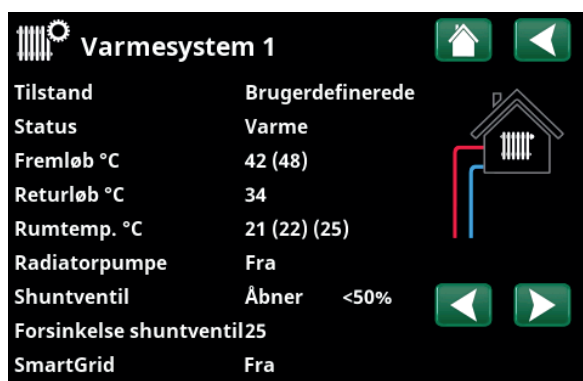 Varmesystem 1
Tilstand Brugerdefinerede
Status Varme
Fremløb °C 42 (48)
Returløb °C 34
Rumtemp. °C 21 (22) (25)
Radiatorpumpe Fra
Shuntventil Åbner <50%
Forsinkelse shuntventil 25
SmartGrid Fra